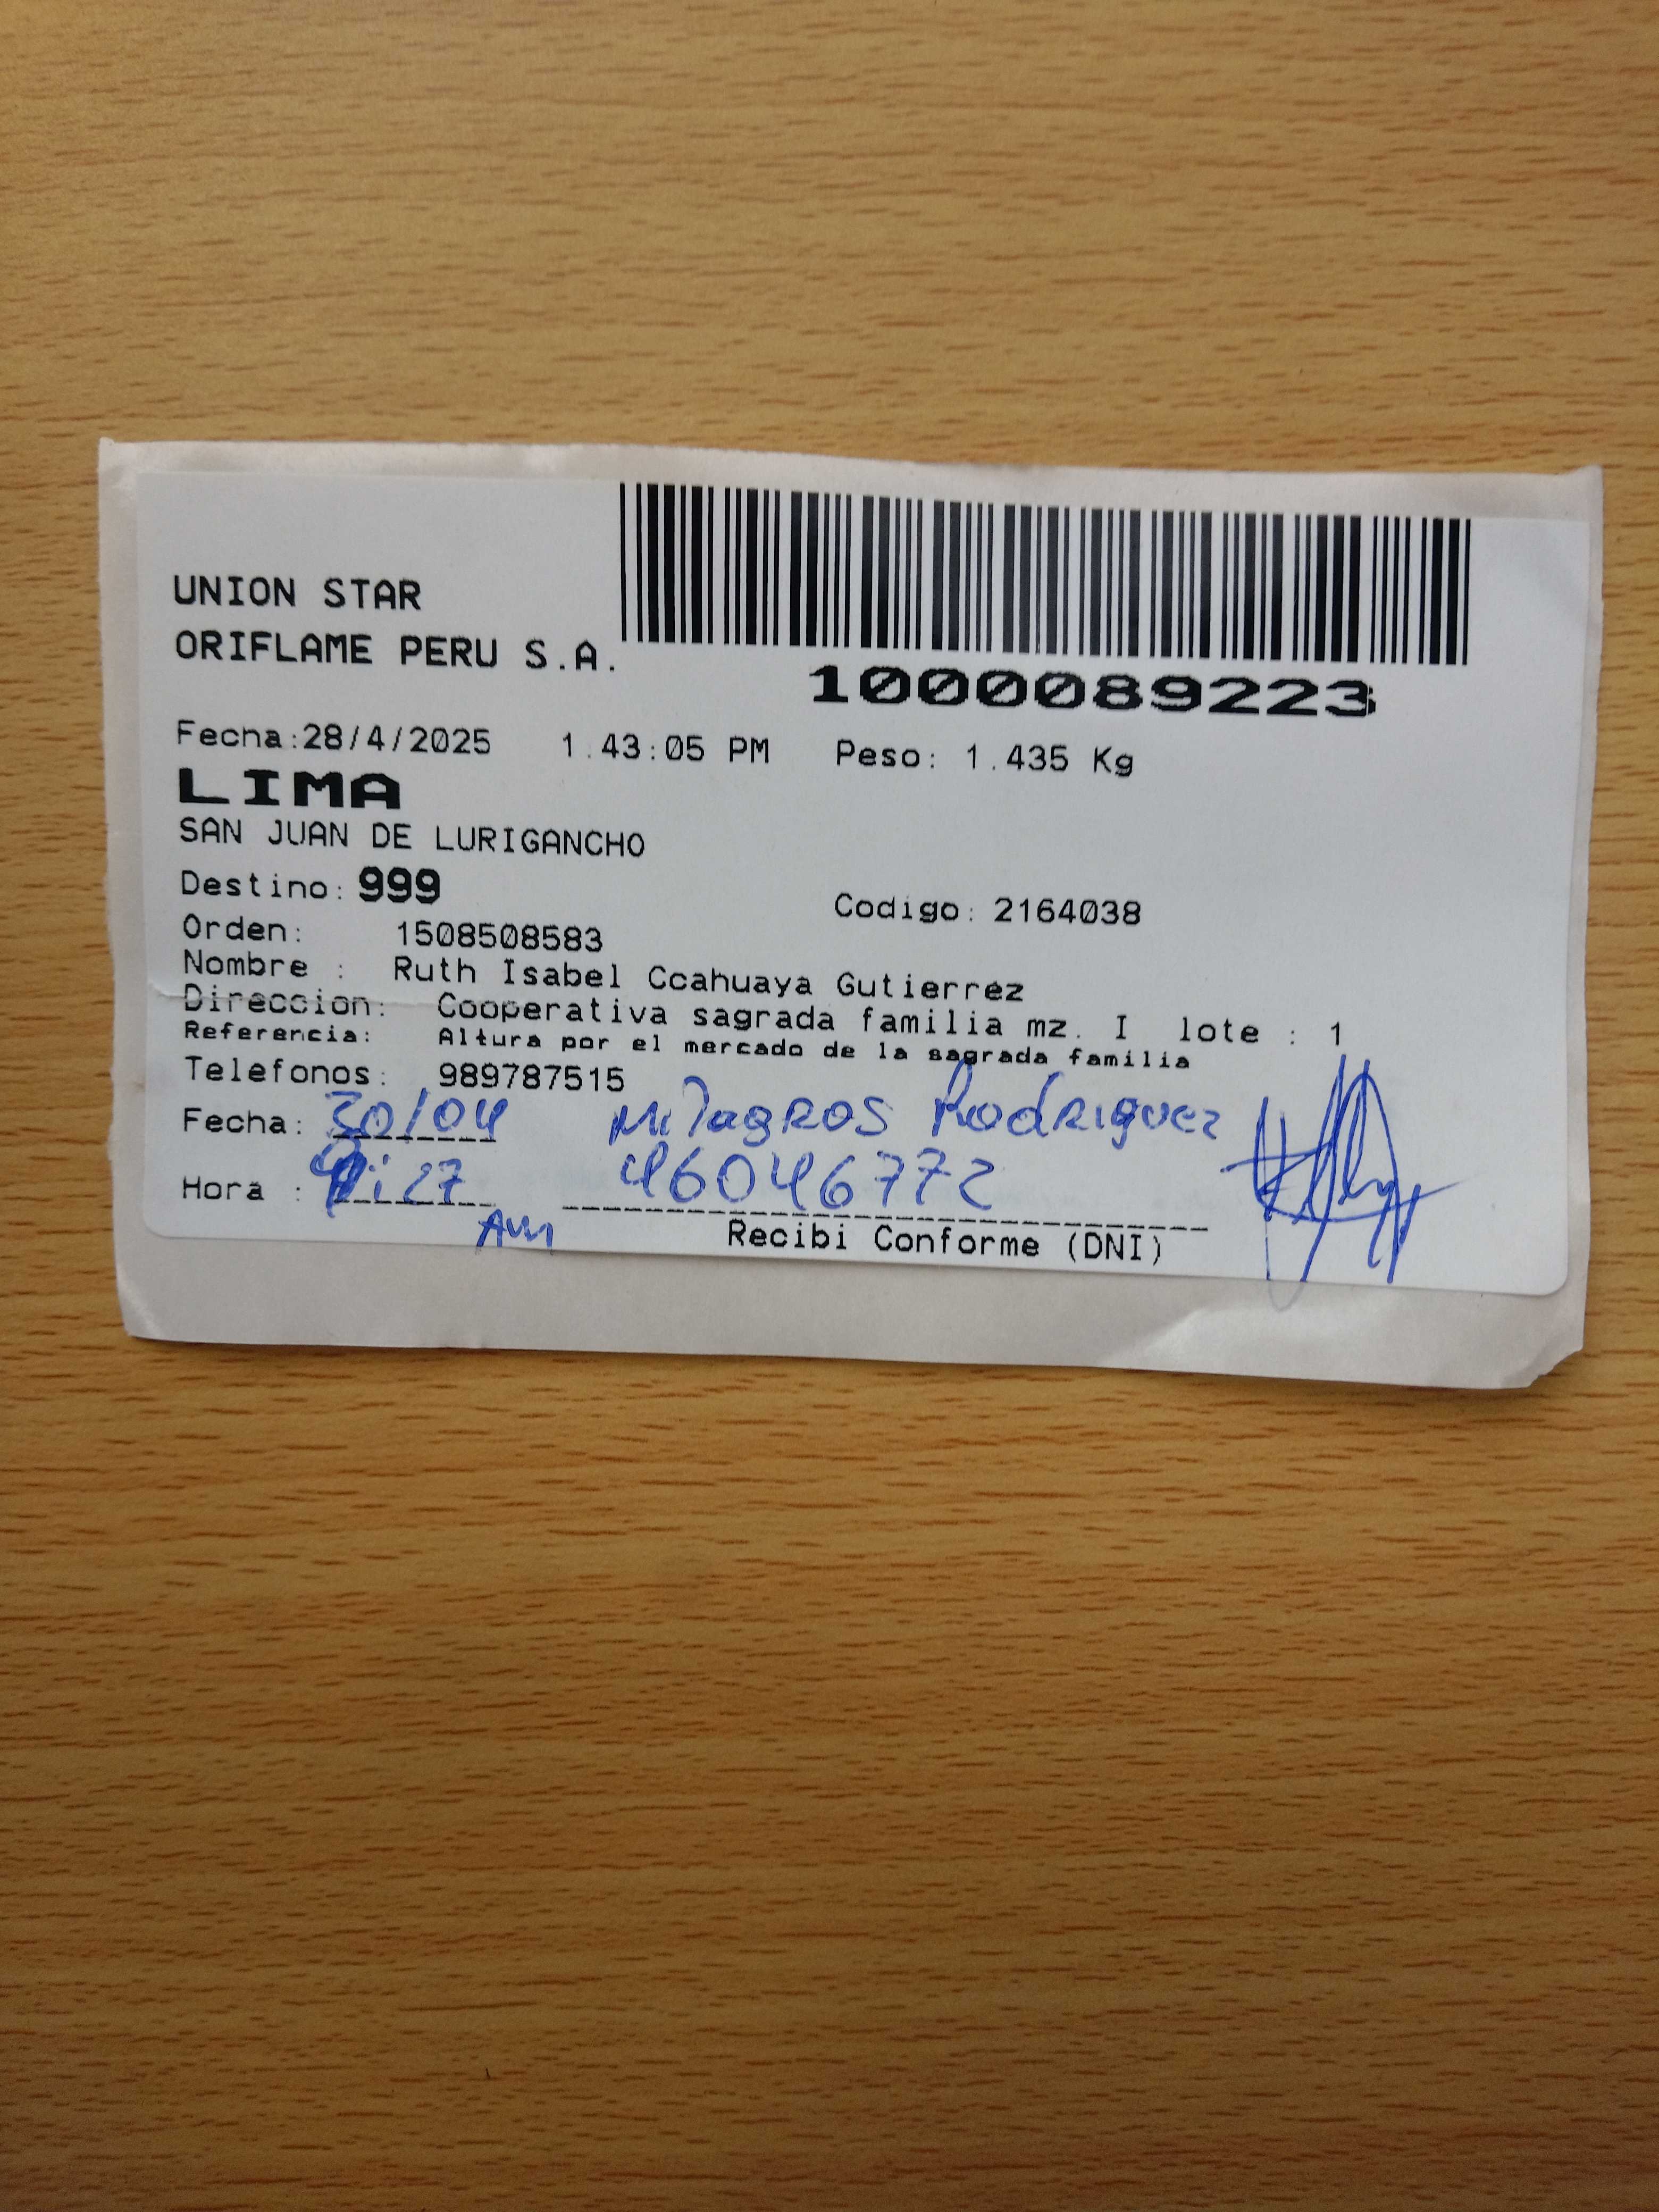 UNION STAR
ORIFLAME PERU S.A.
1000089223
Fecha:28/4/2025 1.43:05 PM Peso: 1.435 Kg
LIMA
SAN JUAN DE LURIGANCHO
Destino: 999 Codigo: 2164038
Orden: 1508508583
Nombre : Ruth Isabel Ccahuaya Gutierrez
Direccion: Cooperativa sagrada familia mz. I lote : 1
Referencia: Altura por el mercado de la sagrada familia
Telefonos: 989787515
Fecha: 30/04 Milagros Rodriguez
Hora : 46046772
Am
Recibi Conforme (DNI)